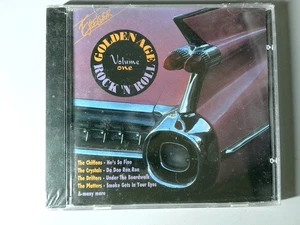 GOLDEN AGE
Volume
one
ROCK 'N ROLL
The Chiffons - He's So Fine
The Crystals - Da Doo Ron Ron
The Drifters - Under The Boardwalk
The Platters - Smoke Gets In Your Eyes
& many more